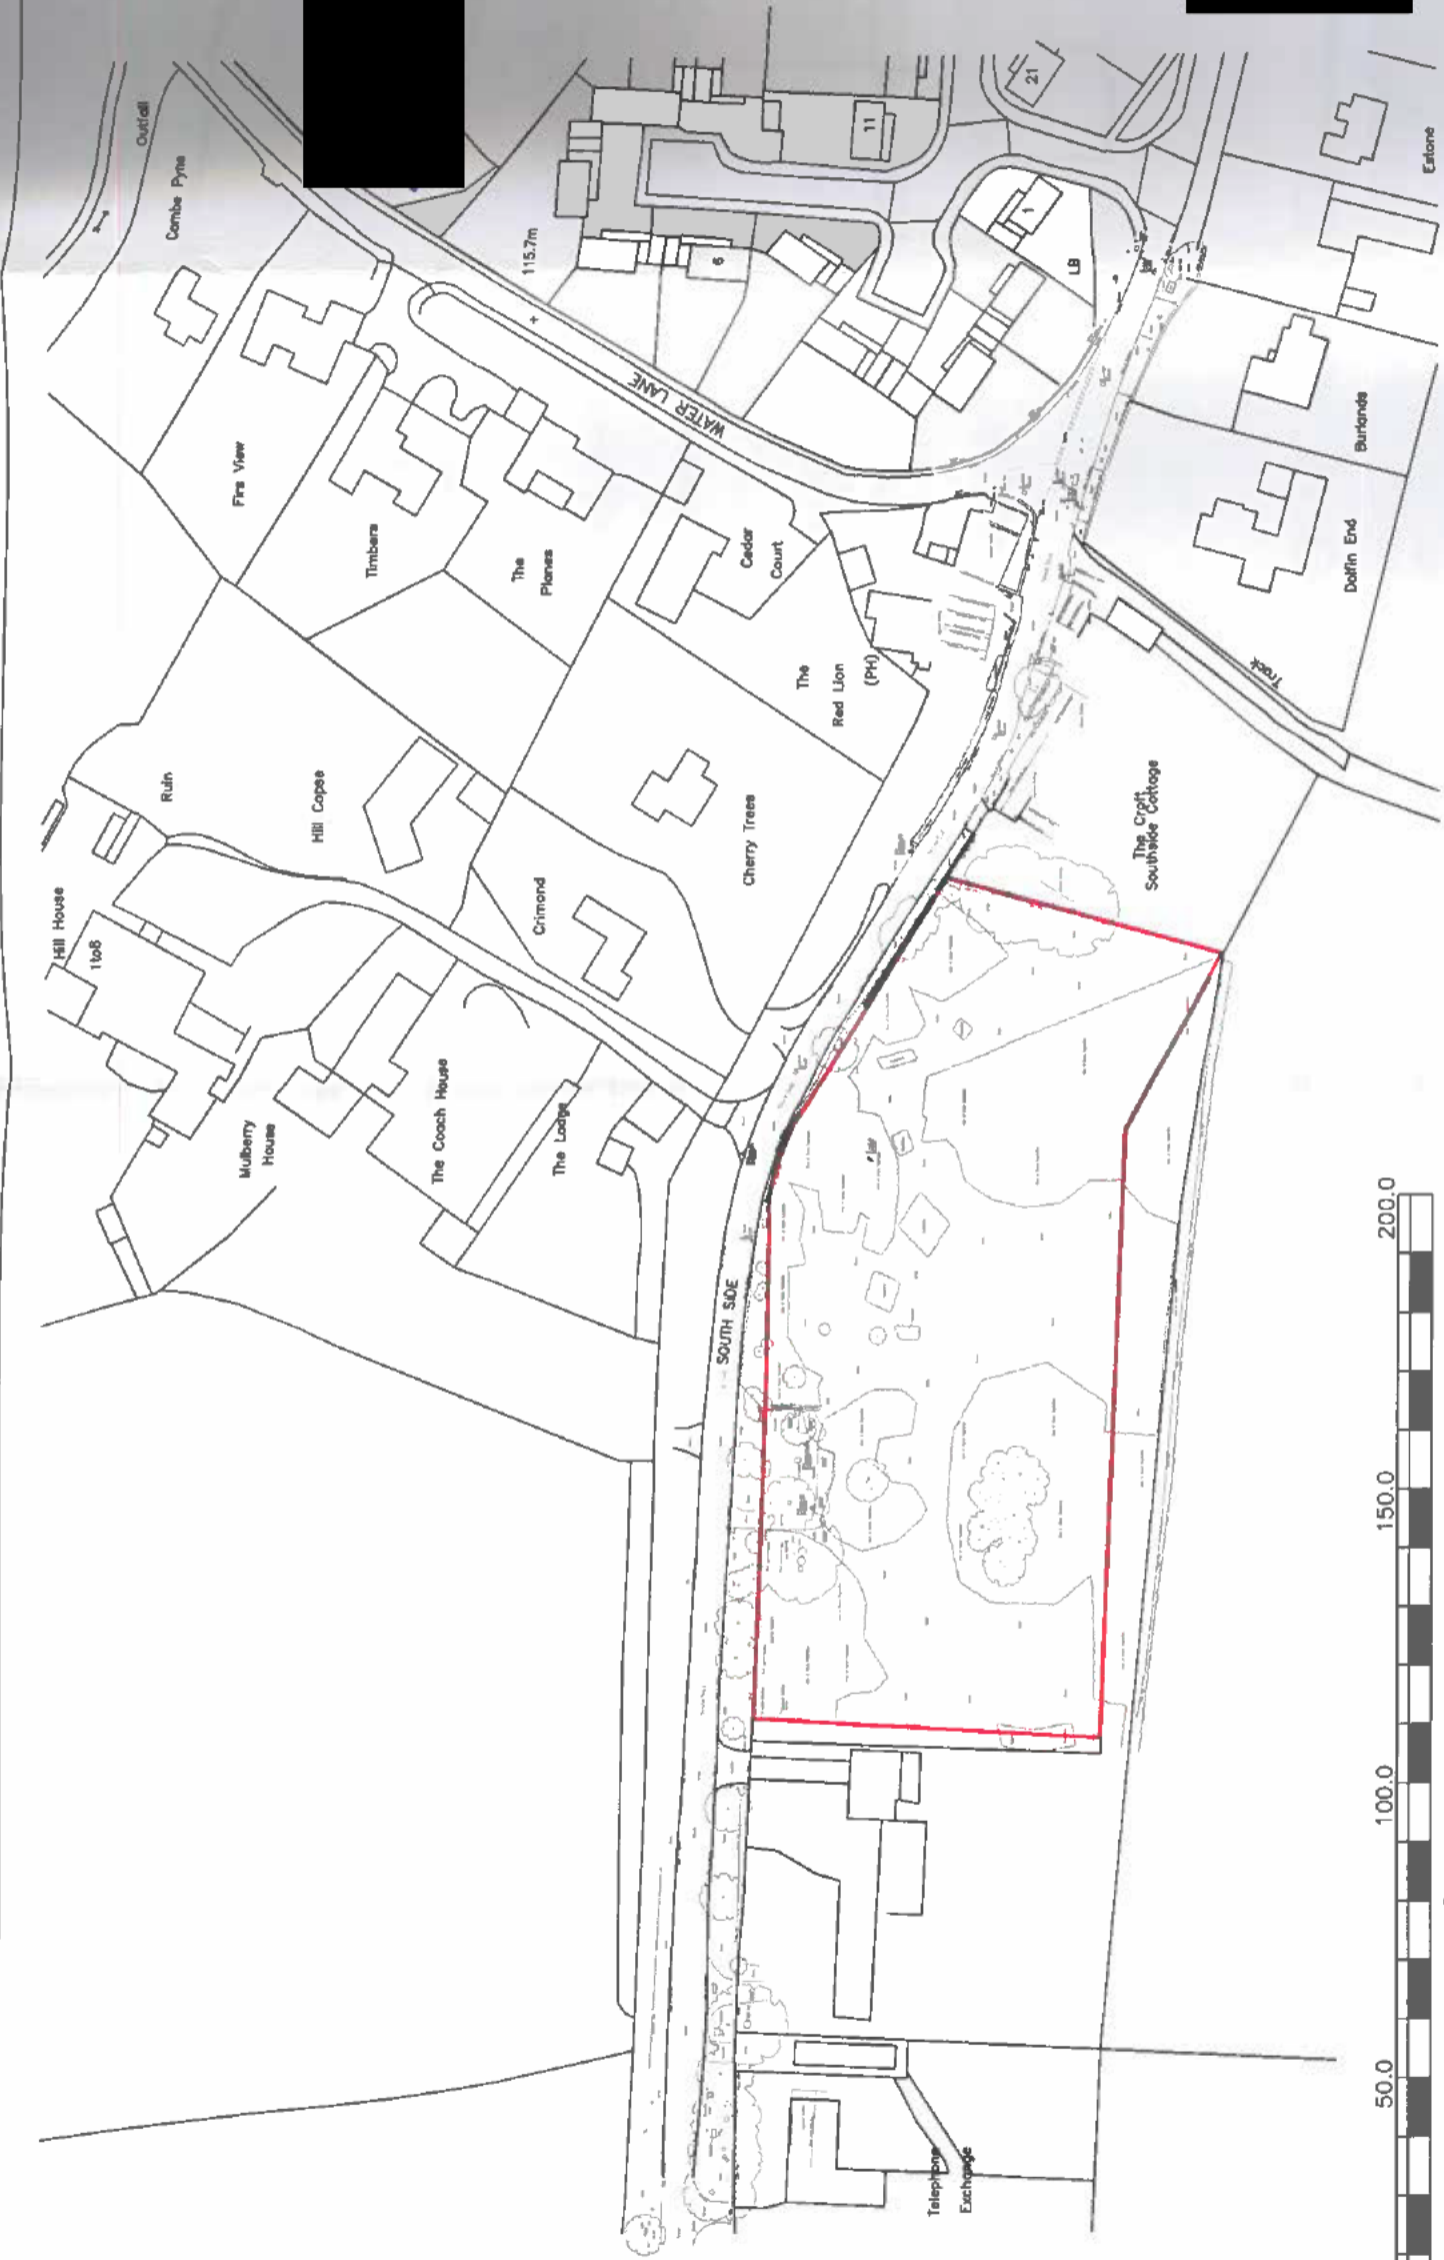 Outfall
Combe Pyne
Firs View
Timbers
The
Planes
WATER LANE
115.7m
6
11
21
1
LB
Cedar
Court
The
Red Lion
(PH)
Estone
Burlands
Dolfin End
Track
Ruin
Hill Copse
Hill House
1to8
Crimond
Cherry Trees
The Croft
Southside Cottage
Mulberry
House
The Coach House
The Lodge
SOUTH SIDE
Telephone
Exchange
50.0
100.0
150.0
200.0